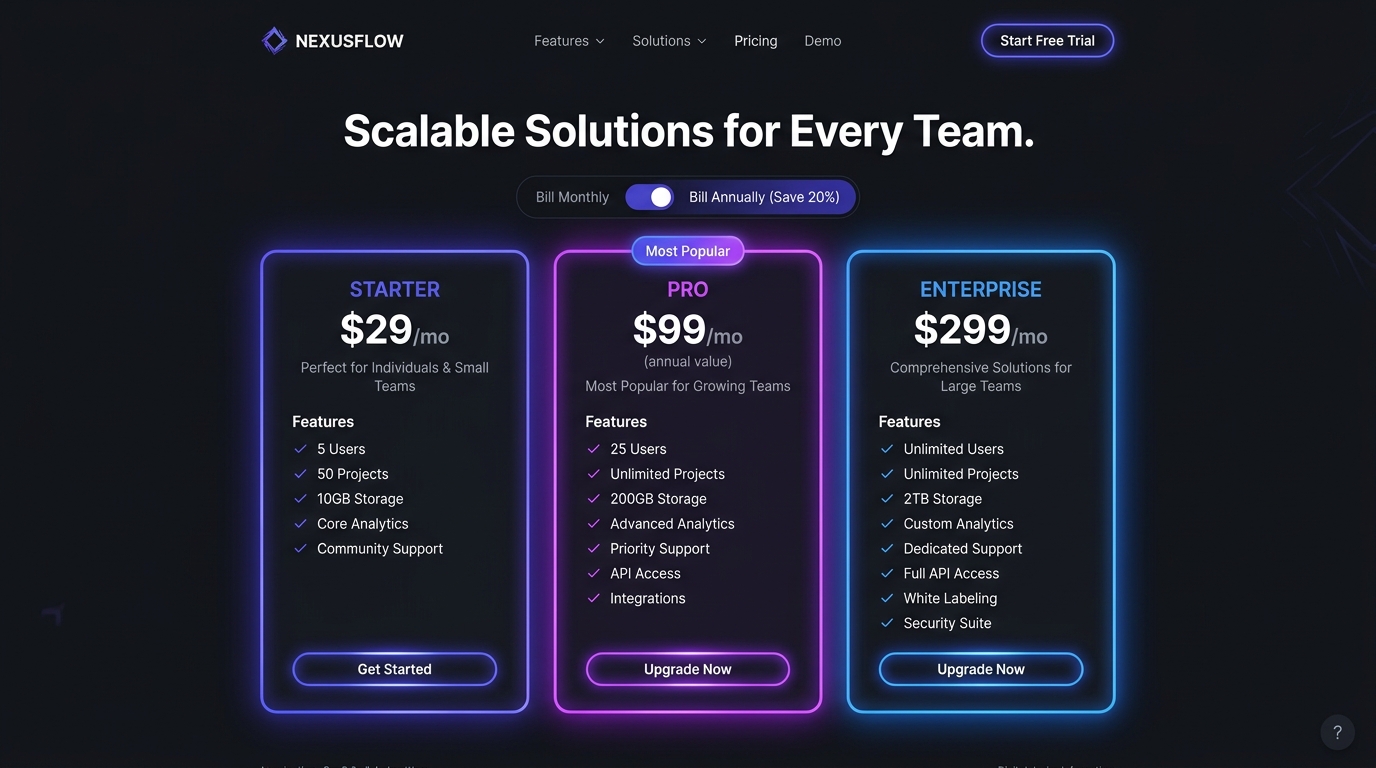 NEXUSFLOW
Features
Solutions
Pricing
Demo
Start Free Trial
Scalable Solutions for Every Team.
Bill Monthly
Bill Annually (Save 20%)
STARTER
$29/mo
Perfect for Individuals & Small
Teams
Features
5 Users
50 Projects
10GB Storage
Core Analytics
Community Support
Get Started
Most Popular
PRO
$99/mo
(annual value)
Most Popular for Growing Teams
Features
25 Users
Unlimited Projects
200GB Storage
Advanced Analytics
Priority Support
API Access
Integrations
Upgrade Now
ENTERPRISE
$299/mo
Comprehensive Solutions for
Large Teams
Features
Unlimited Users
Unlimited Projects
2TB Storage
Custom Analytics
Dedicated Support
Full API Access
White Labeling
Security Suite
Upgrade Now
?